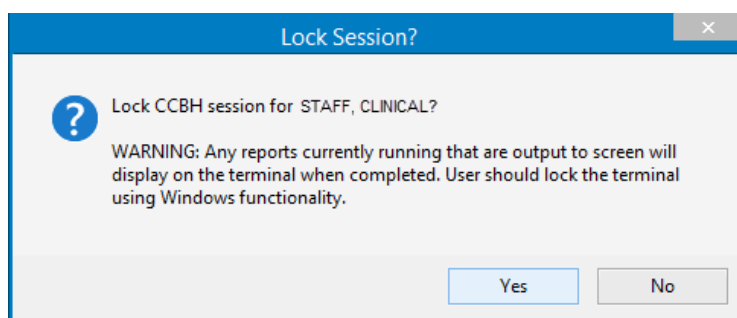 Lock Session?
×
?
Lock CCBH session for STAFF, CLINICAL?
WARNING: Any reports currently running that are output to screen will
display on the terminal when completed. User should lock the terminal
using Windows functionality.
Yes No